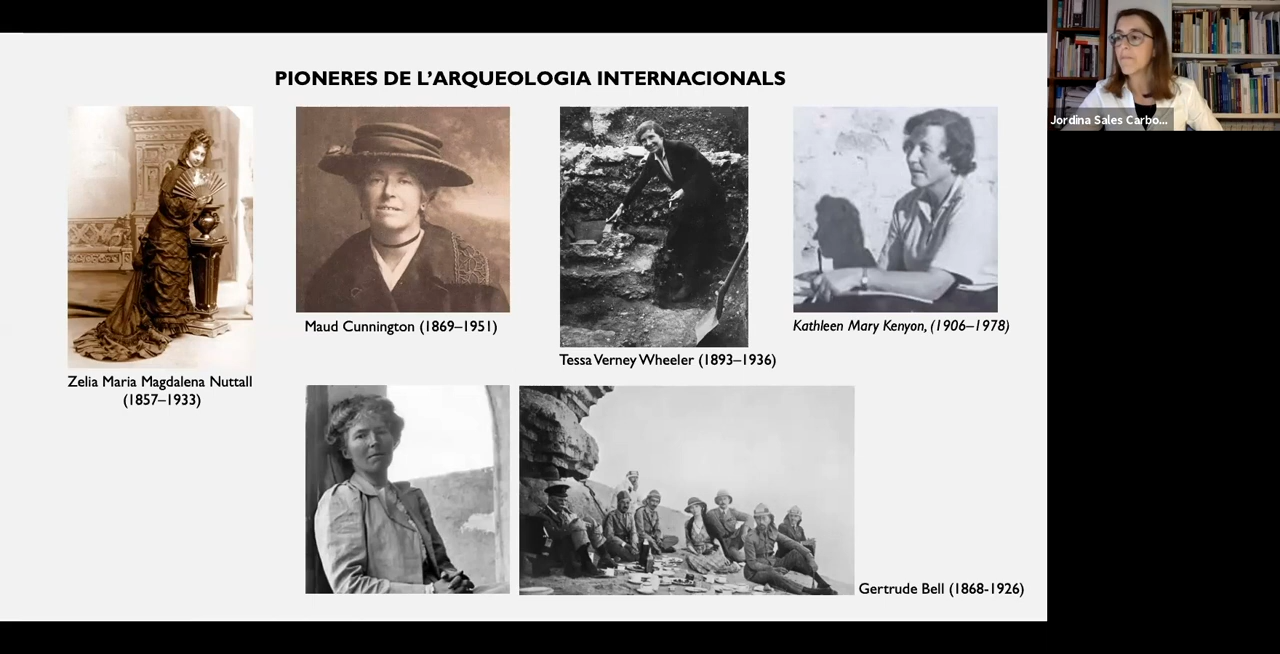 PIONERES DE L’ARQUEOLOGIA INTERNACIONALS
Jordina Sales Carbo...
Maud Cunnington (1869–1951)
Kathleen Mary Kenyon, (1906–1978)
Tessa Verney Wheeler (1893–1936)
Zelia Maria Magdalena Nuttall
(1857–1933)
Gertrude Bell (1868-1926)